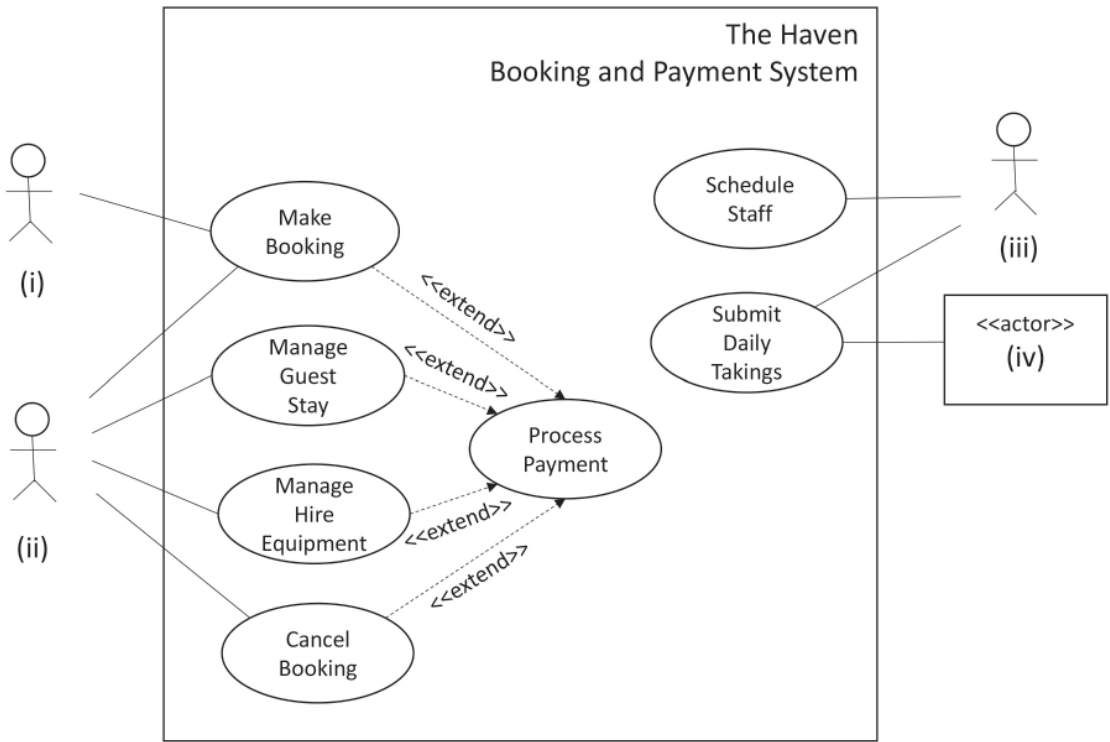 The Haven
Booking and Payment System
(i)
Make
Booking
<<extend>>
Schedule
Staff
(iii)
Manage
Guest
Stay
<<extend>>
Submit
Daily
Takings
<<actor>>
(iv)
(ii)
Process
Payment
Manage
Hire
Equipment
<<extend>>
Cancel
Booking
<<extend>>